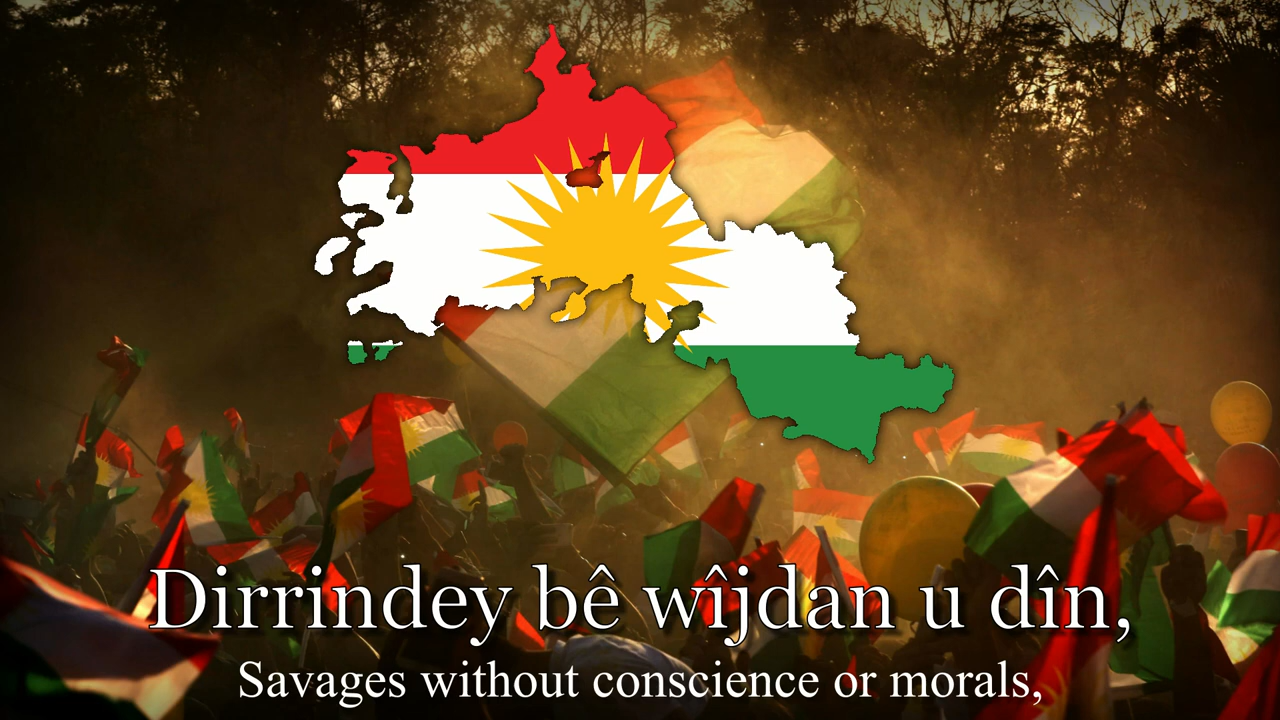 Dirrindey bê wîjdan u dîn,
Savages without conscience or morals,